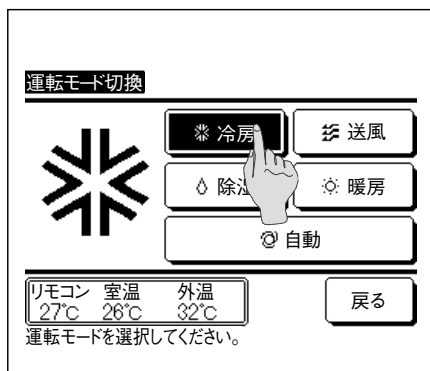 運転モード切換
冷房
送風
除湿
暖房
自動
リモコン 室温 外温
27℃ 26℃ 32℃
戻る
運転モードを選択してください。